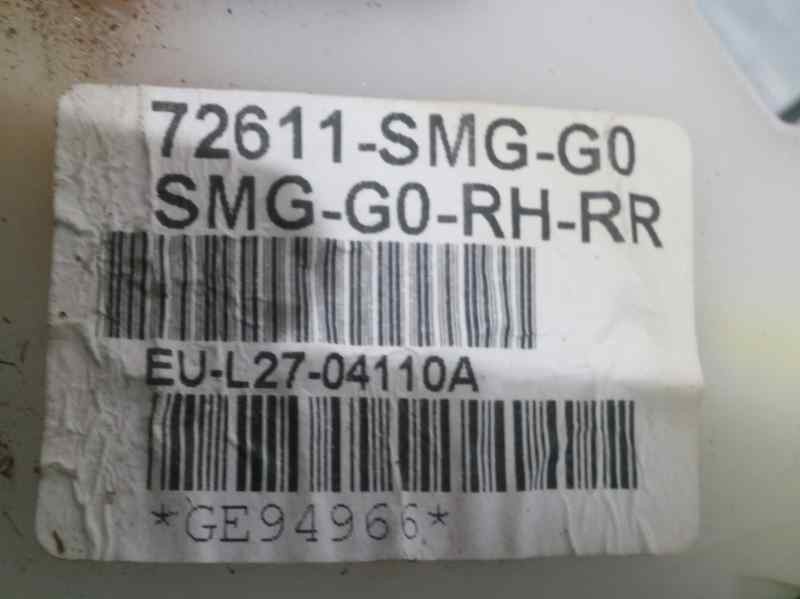 72611-SMG-G0
SMG-G0-RH-RR
EU-L27-04110A
*GE94966*